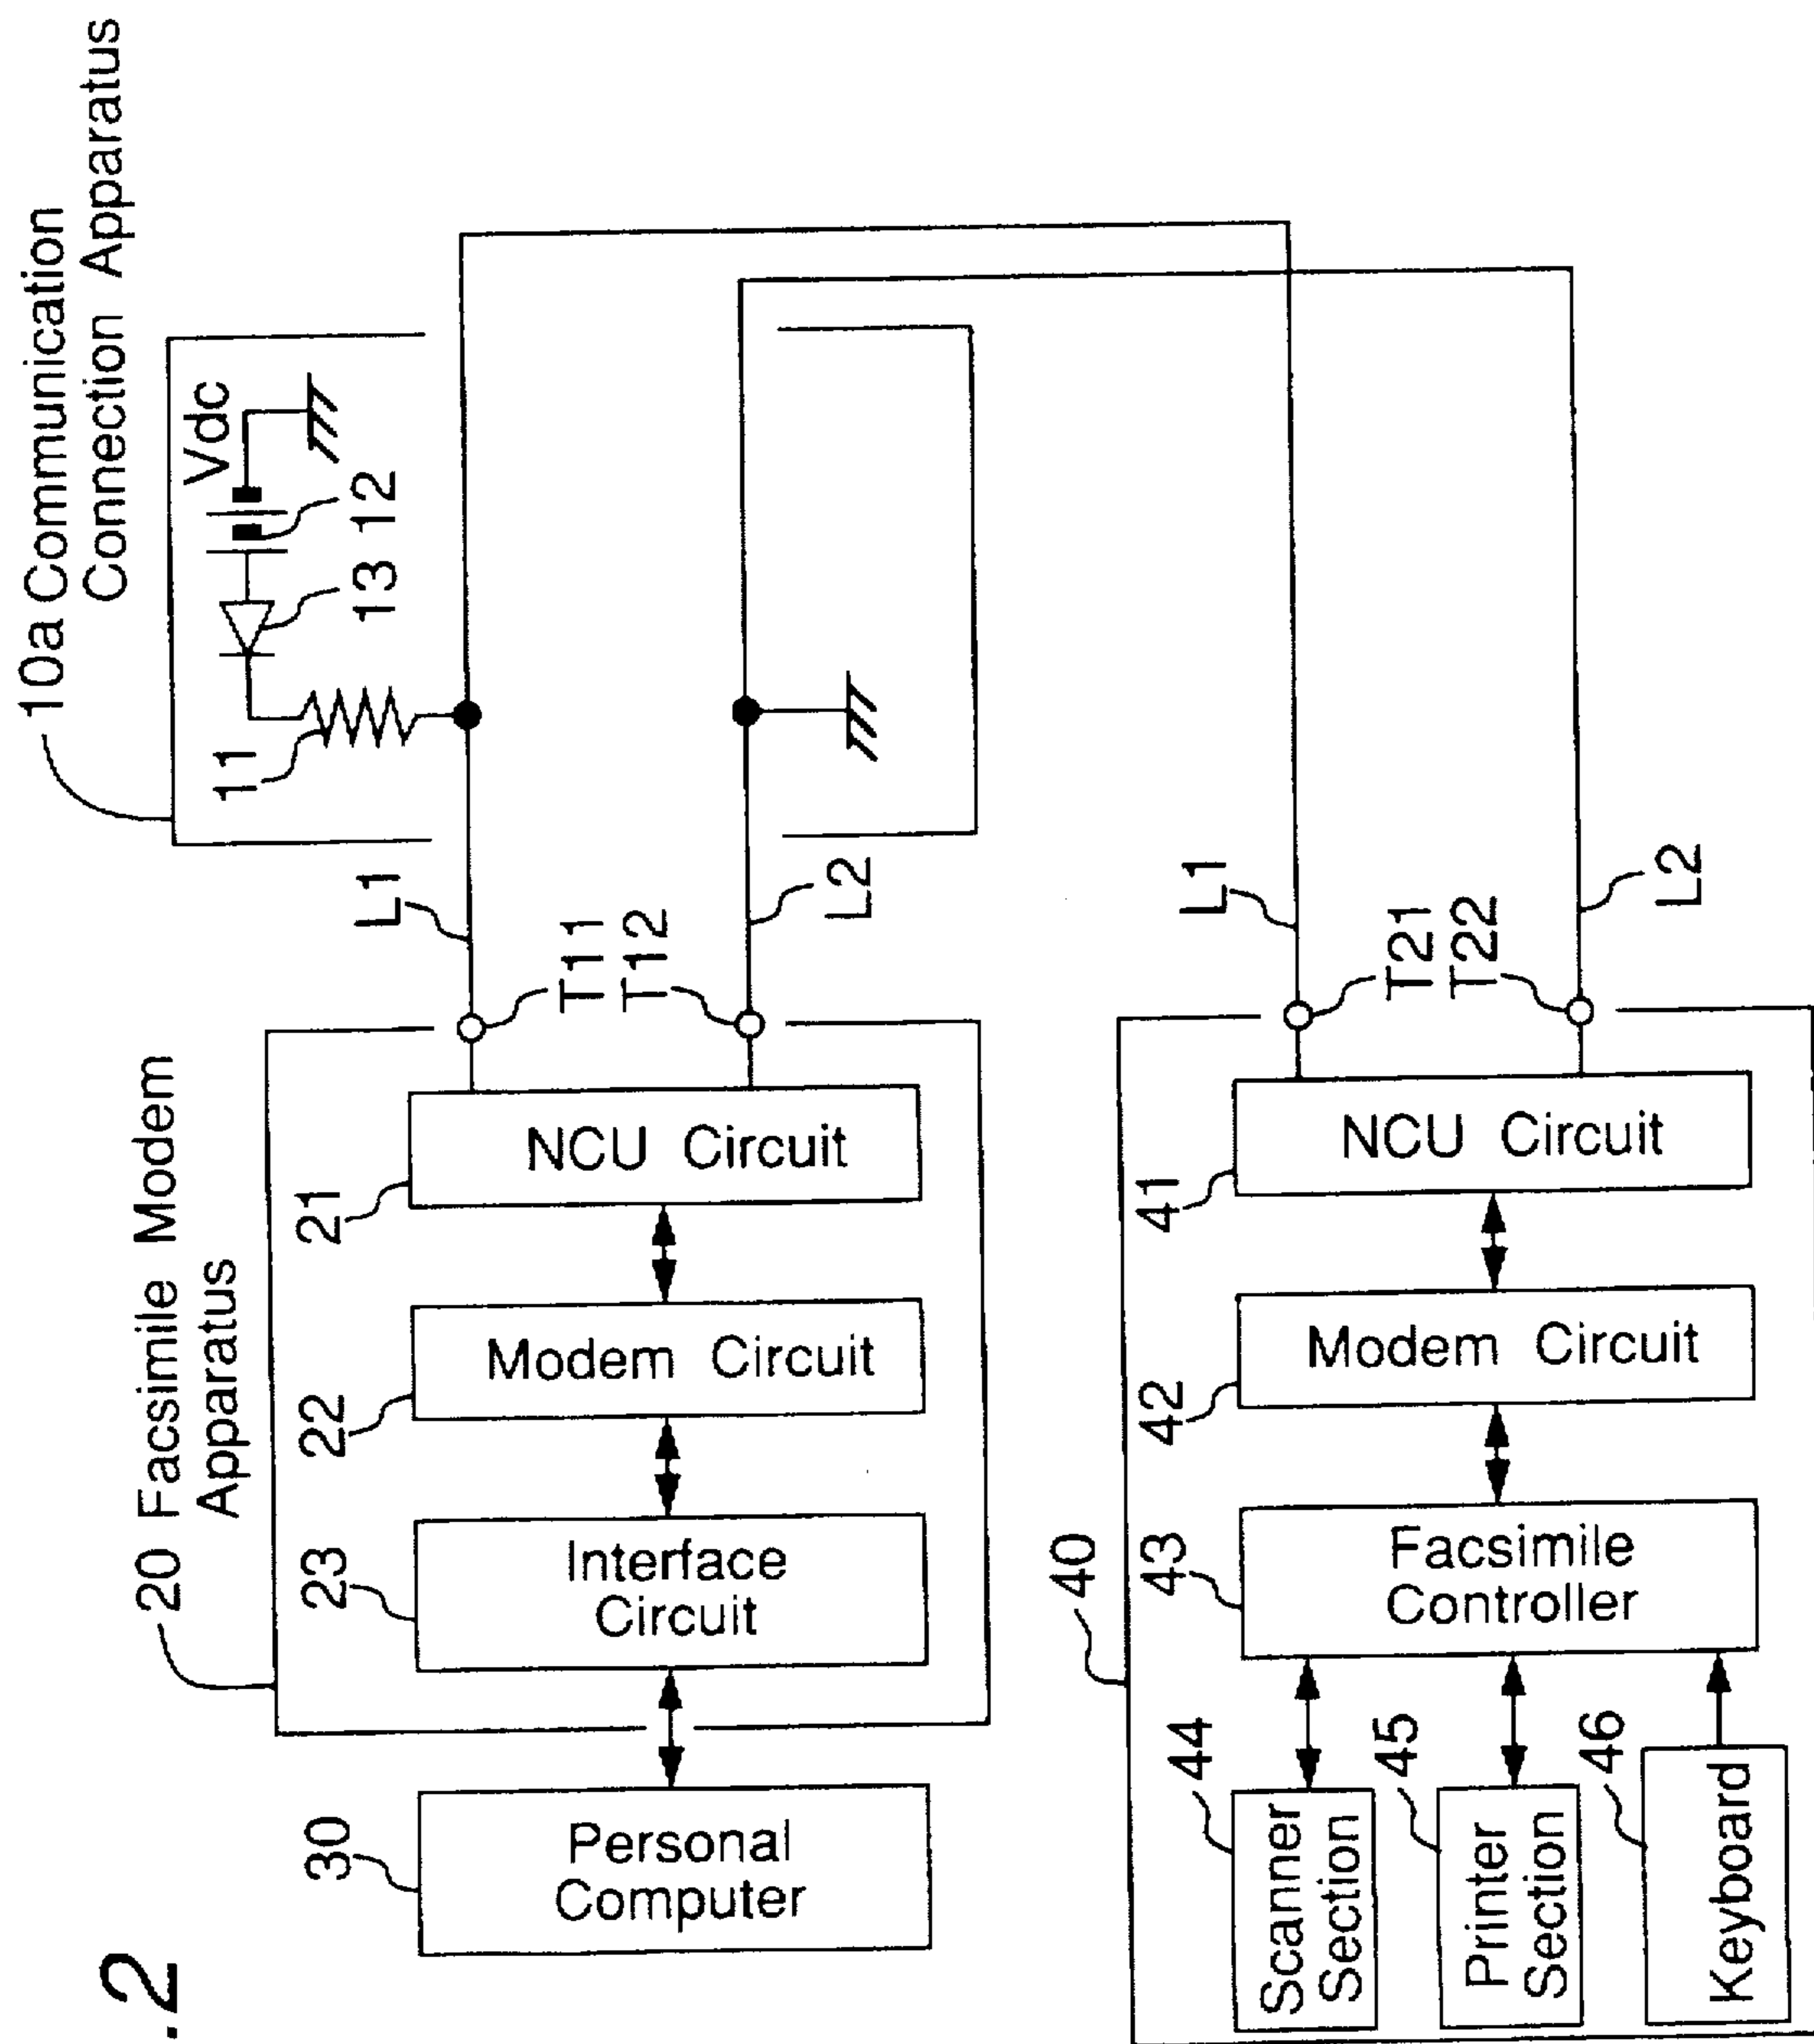 .2
10a Communication
Connection Apparatus
Vdc
12
13
11
L1
L2
T11
T12
20 Facsimile Modem
Apparatus
NCU Circuit
21
Modem Circuit
22
Interface
Circuit
23
Personal
Computer
30
L1
L2
T21
T22
40
NCU Circuit
41
Modem Circuit
42
Facsimile
Controller
43
Scanner
Section
44
Printer
Section
45
Keyboard
46